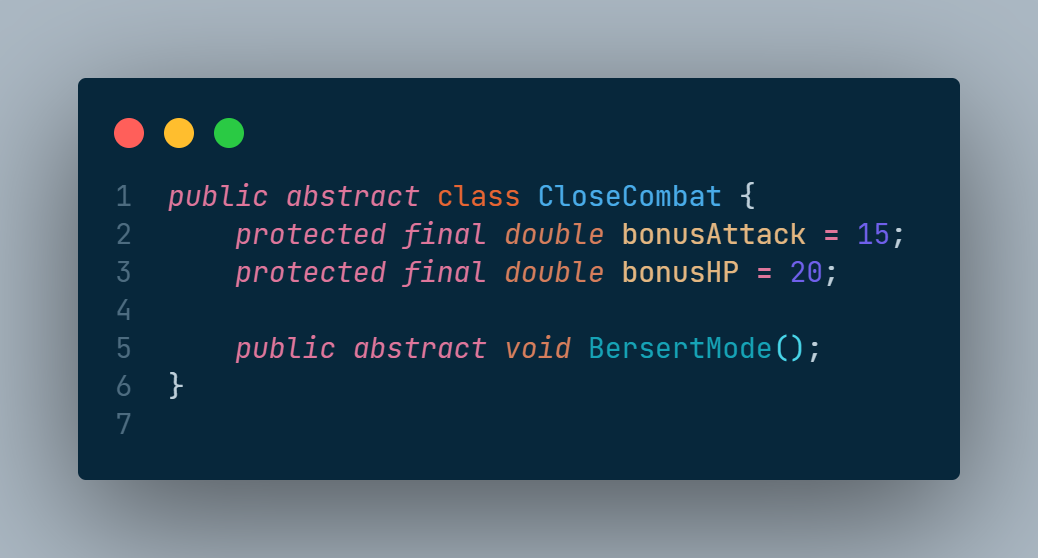 1 public abstract class CloseCombat {
2     protected final double bonusAttack = 15;
3     protected final double bonusHP = 20;
4
5     public abstract void BersertMode();
6 }
7